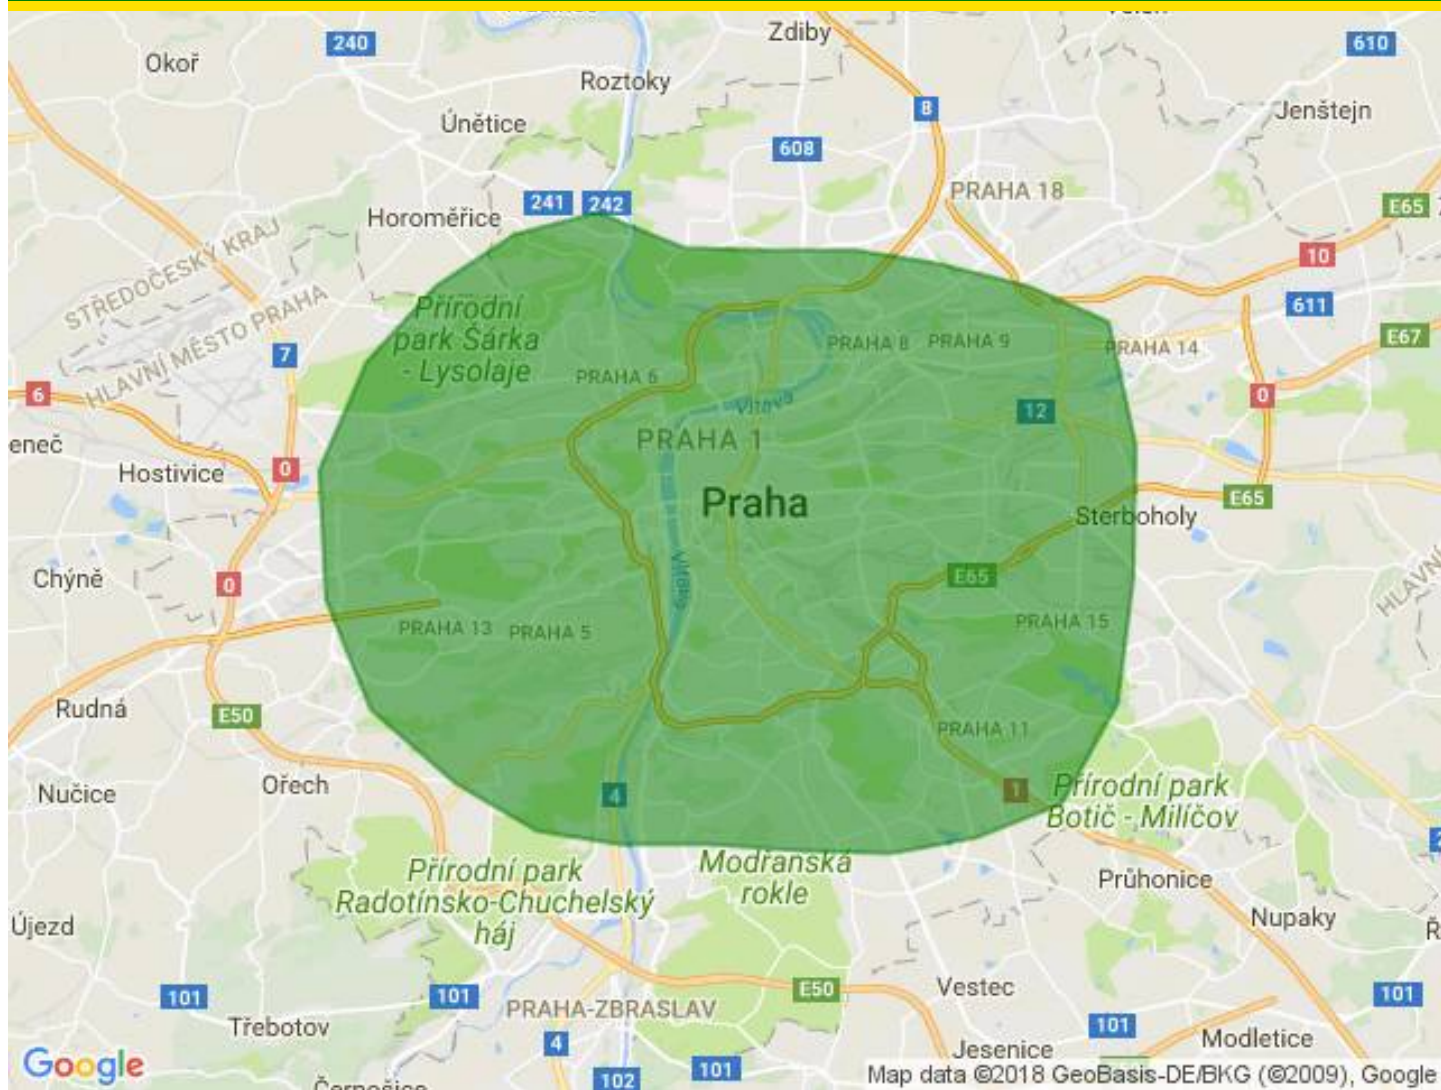 Zdiby
240
610
Okoř
Roztoky
8
Jenštejn
Únětice
608
PRAHA 18
241
242
E65
Horoměřice
STŘEDOČESKÝ KRAJ
10
HLAVNÍ MĚSTO PRAHA
Přírodní
park Šárka
- Lysolaje
611
7
PRAHA 8
PRAHA 9
E67
PRAHA 14
PRAHA 6
6
0
Vltava
12
PRAHA 1
eneč
Hostivice
0
Praha
E65
Sterboholy
Chýně
0
Vltava
E65
HLAVNÍ
PRAHA 13
PRAHA 5
PRAHA 15
Rudná
E50
PRAHA 11
Nučice
Ořech
4
1
Přírodní park
Botič - Milíčov
Přírodní park
Radotínsko-Chuchelský
háj
Modřanská
rokle
Průhonice
Nupaky
Újezd
Ř
101
101
PRAHA-ZBRASLAV
E50
Vestec
101
Třebotov
101
Modletice
4
Jesenice
Google
102
101
Map data ©2018 GeoBasis-DE/BKG (©2009), Google